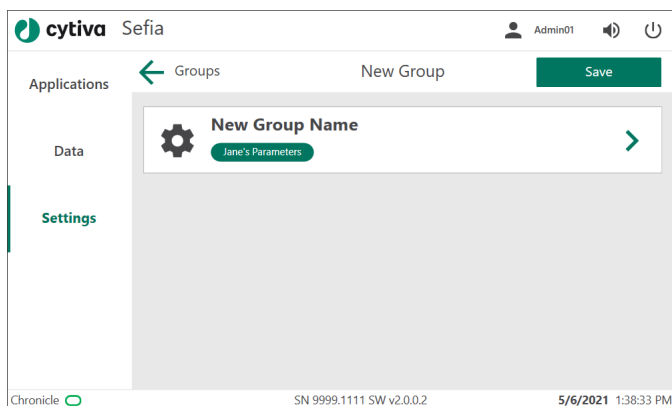 cytiva Sefia Admin01
Groups New Group Save
Applications
New Group Name
Jane's Parameters
Data
Settings
Chronicle SN 9999.1111 SW v2.0.0.2 5/6/2021 1:38:33 PM